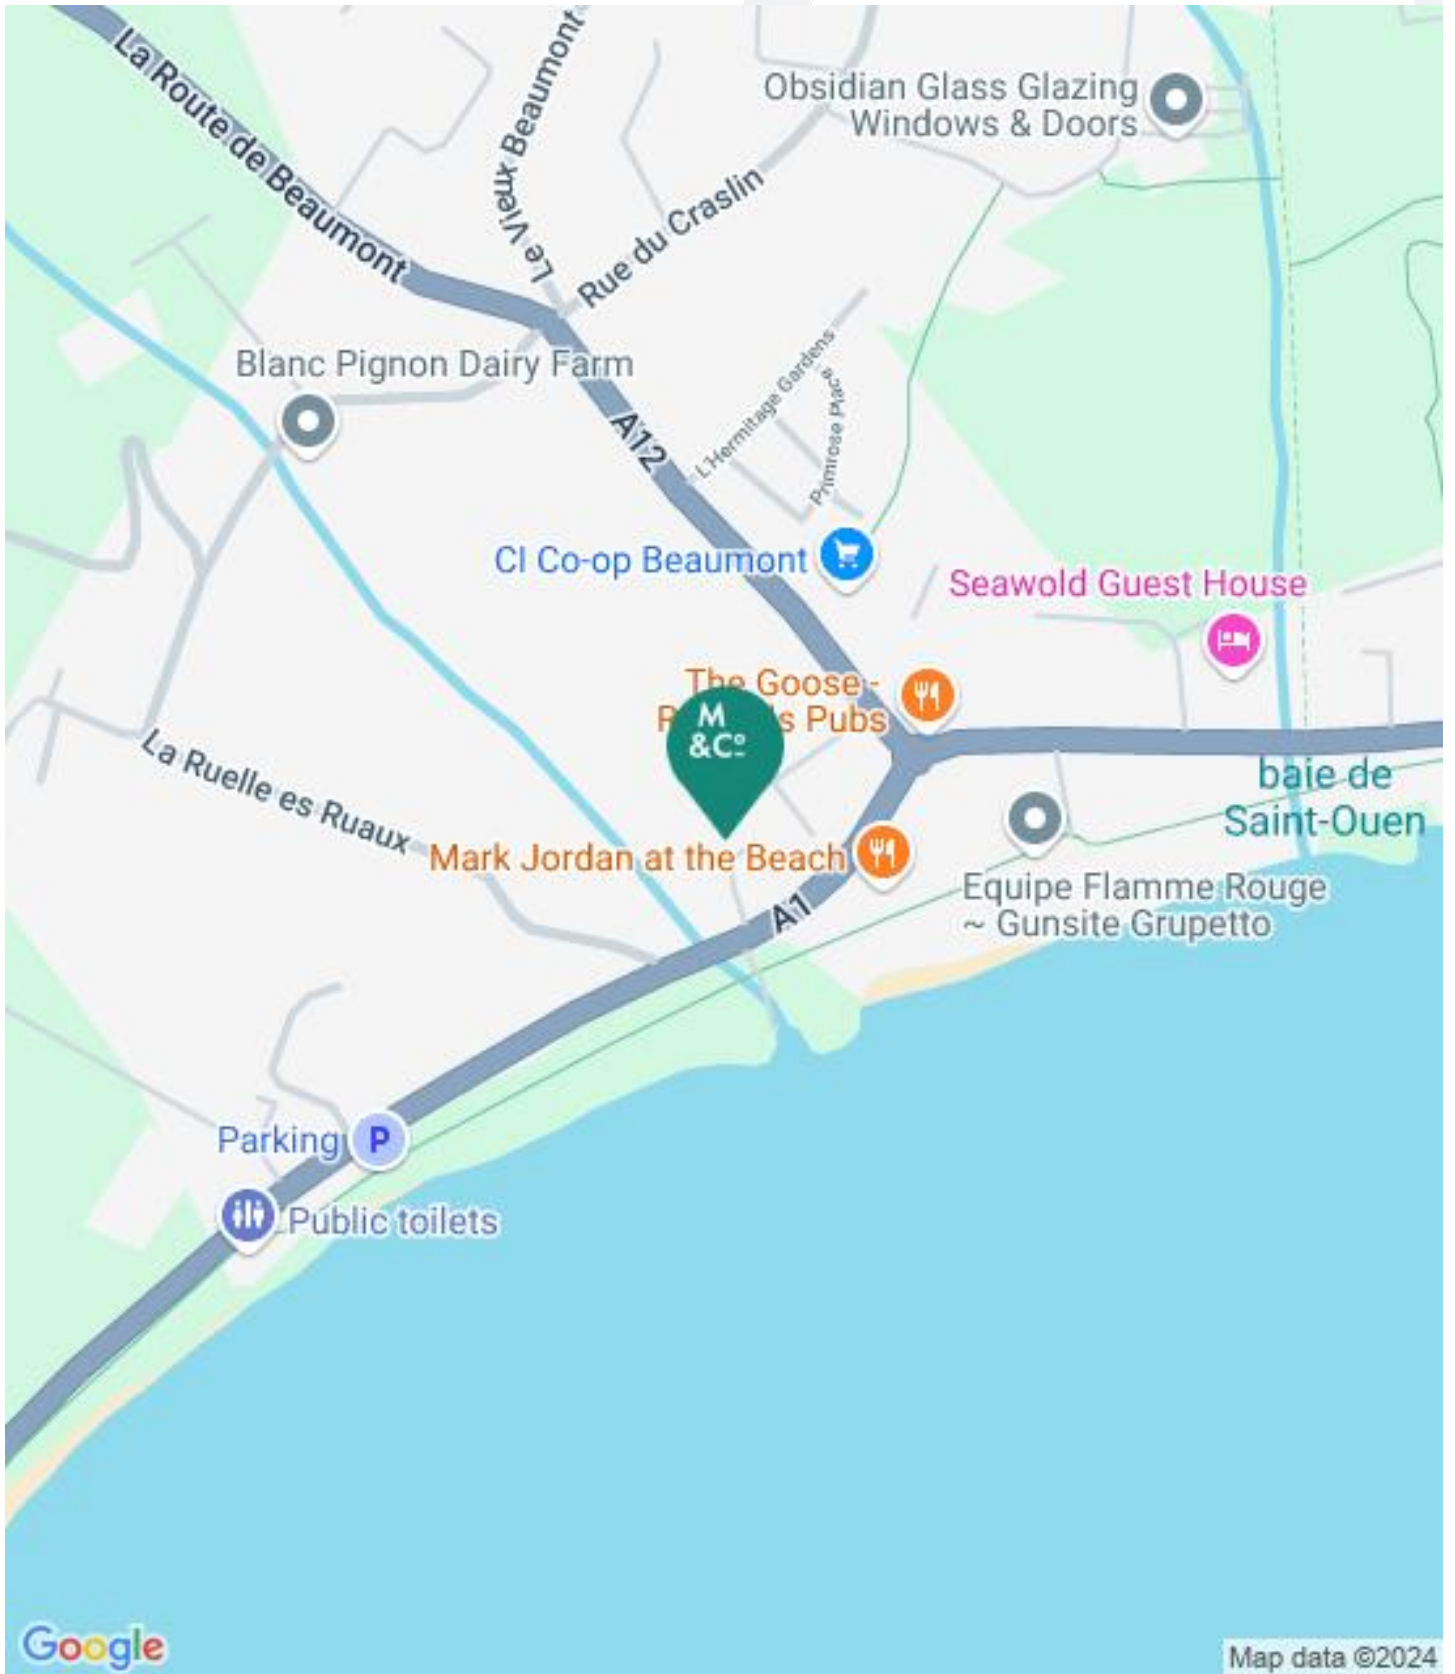 La Route de Beaumont
Le Vieux Beaumont
Obsidian Glass Glazing
Windows & Doors
Rue du Craslin
Blanc Pignon Dairy Farm
A12
L'Hermitage Gardens
Primrose Place
CI Co-op Beaumont
Seawold Guest House
The Goose -
Pubs
M
&Cº
La Ruelle es Ruaux
baie de
Saint-Ouen
Mark Jordan at the Beach
A1
Equipe Flamme Rouge
~ Gunsite Grupetto
Parking
P
Public toilets
Google
Map data ©2024